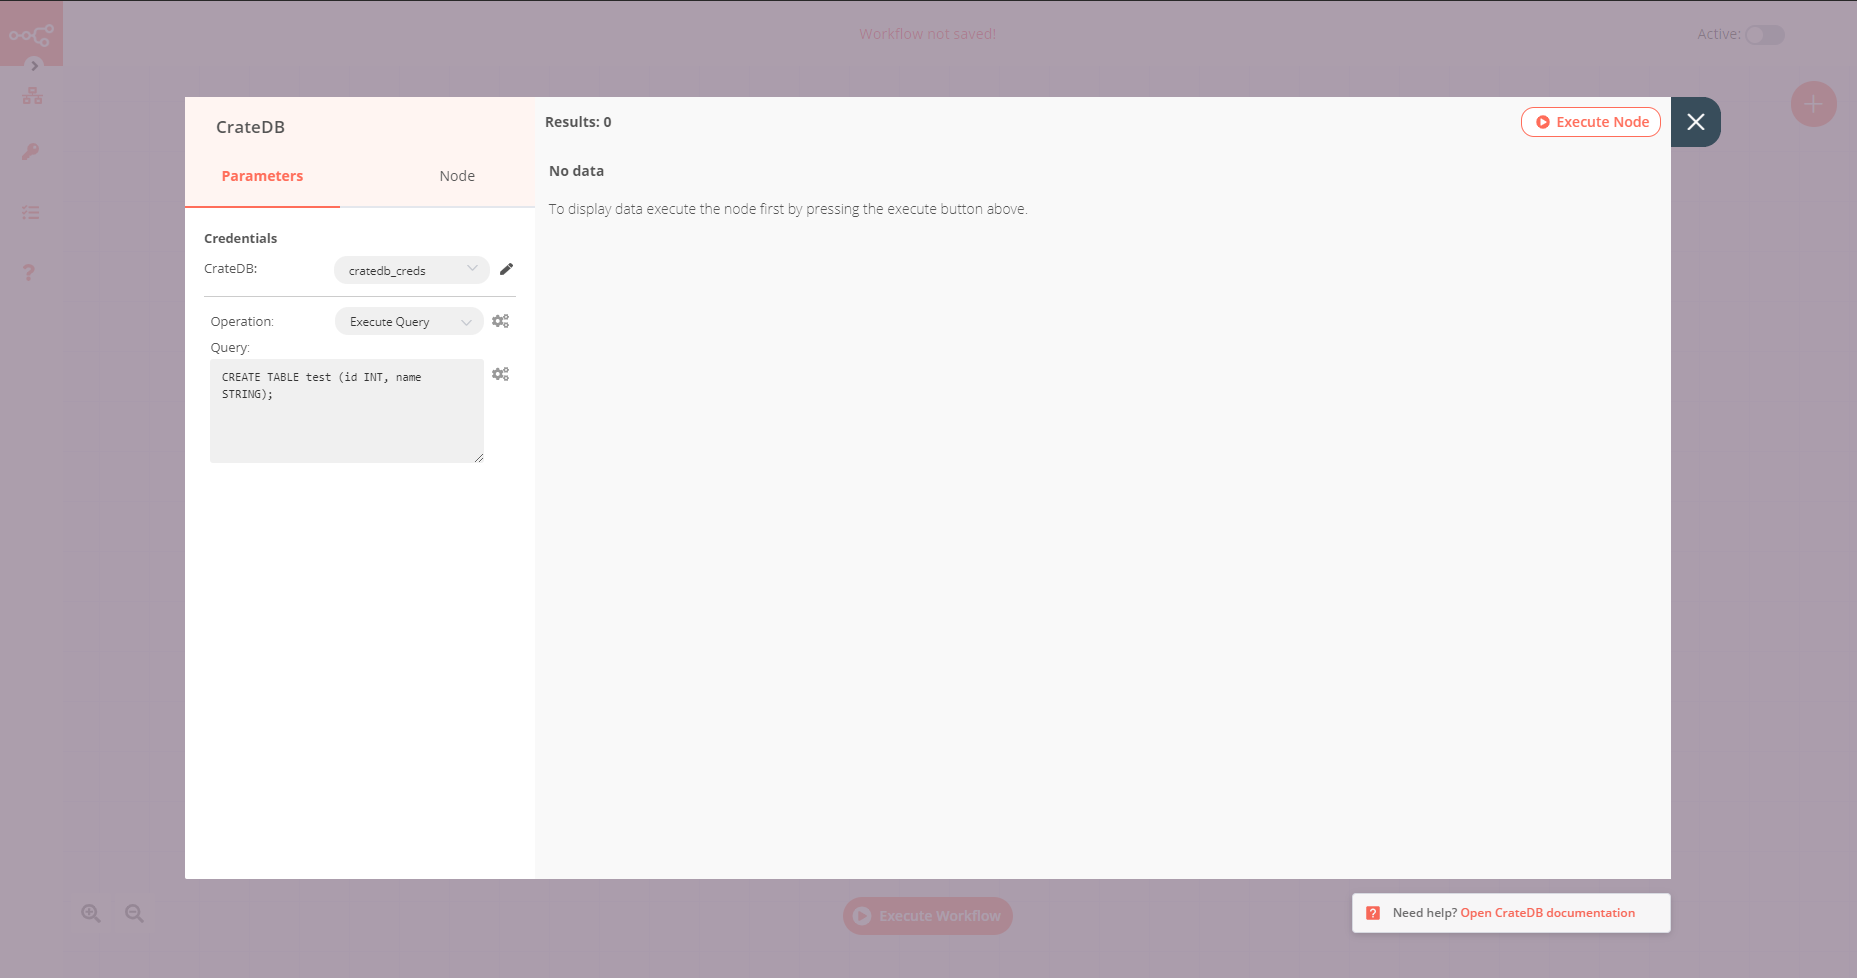 Workflow not saved!
Active:
CrateDB
Parameters
Node
Credentials
CrateDB:
cratedb_creds
Operation:
Execute Query
Query:
CREATE TABLE test (id INT, name
STRING);
Results: 0
Execute Node
No data
To display data execute the node first by pressing the execute button above.
Execute Workflow
Need help? Open CrateDB documentation